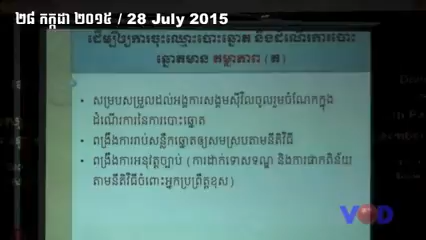 ២៨ កក្កដា ២០១៥ / 28 July 2015
ដើម្បីឲ្យការចុះឈ្មោះបោះឆ្នោត និងដំណើរការបោះ
ឆ្នោតមាន តម្លាភាព (ត)
• សម្របសម្រួលដល់អង្គការសង្គមស៊ីវិលចូលរួមចំណែកក្នុង
ដំណើរការនៃការបោះឆ្នោត
• ពង្រឹងការរាប់សន្លឹកឆ្នោតឲ្យសមស្របតាមនីតិវិធី
• ពង្រឹងការអនុវត្តច្បាប់ (ការដាក់ទោសទណ្ឌ និងការផាកពិន័យ
តាមនីតិវិធីចំពោះអ្នកប្រព្រឹត្តខុស)
VOD